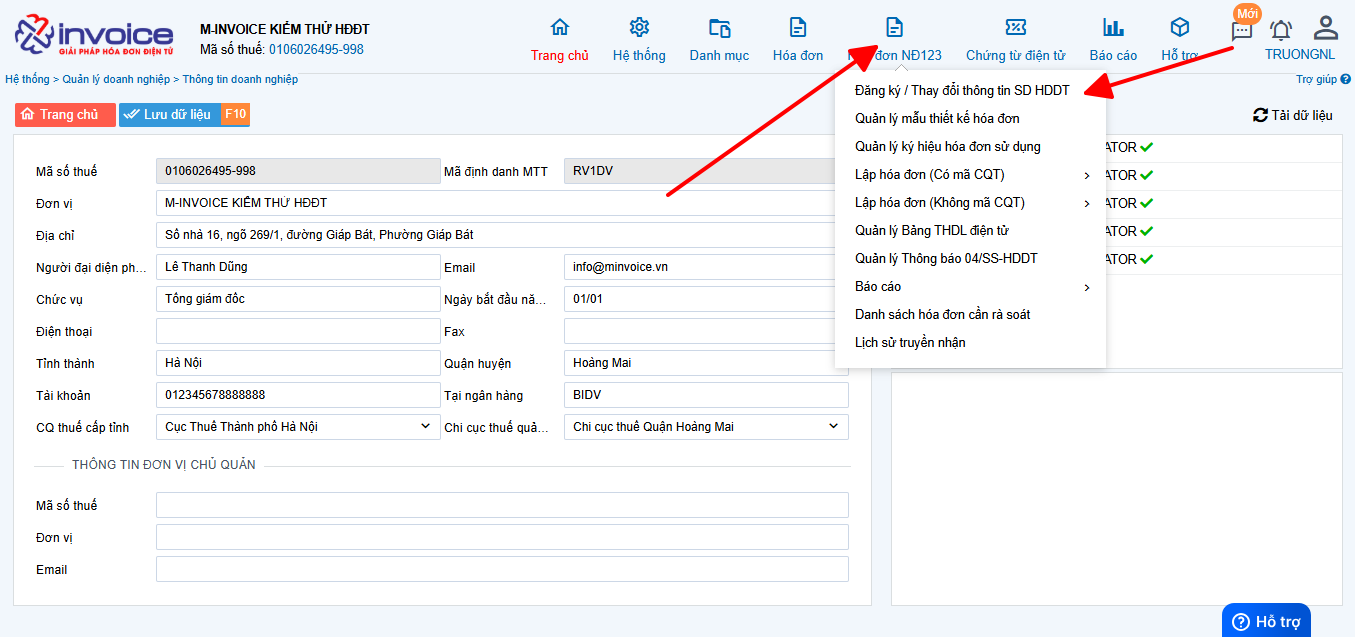 invoice
GIẢI PHÁP HÓA ĐƠN ĐIỆN TỬ
M-INVOICE KIỂM THỬ HĐĐT
Mã số thuế: 0106026495-998
Trang chủ
Hệ thống
Danh mục
Hóa đơn
đơn NĐ123
Chứng từ điện tử
Báo cáo
Hỗ trợ
Mới
TRUONGNL
Hệ thống > Quản lý doanh nghiệp > Thông tin doanh nghiệp
Trợ giúp ?
Trang chủ
Lưu dữ liệu F10
Tải dữ liệu
Đăng ký / Thay đổi thông tin SD HDDT
Quản lý mẫu thiết kế hóa đơn
Quản lý ký hiệu hóa đơn sử dụng
Lập hóa đơn (Có mã CQT)
Lập hóa đơn (Không mã CQT)
Quản lý Bảng THDL điện tử
Quản lý Thông báo 04/SS-HDDT
Báo cáo
Danh sách hóa đơn cần rà soát
Lịch sử truyền nhận
ATOR
ATOR
ATOR
ATOR
ATOR
Mã số thuế 0106026495-998 Mã định danh MTT RV1DV
Đơn vị M-INVOICE KIỂM THỬ HĐĐT
Địa chỉ Số nhà 16, ngõ 269/1, đường Giáp Bát, Phường Giáp Bát
Người đại diện ph... Lê Thanh Dũng Email info@minvoice.vn
Chức vụ Tổng giám đốc Ngày bắt đầu nă... 01/01
Điện thoại Fax
Tỉnh thành Hà Nội Quận huyện Hoàng Mai
Tài khoản 012345678888888 Tại ngân hàng BIDV
CQ thuế cấp tỉnh Cục Thuế Thành phố Hà Nội Chi cục thuế quả... Chi cục thuế Quận Hoàng Mai
THÔNG TIN ĐƠN VỊ CHỦ QUẢN
Mã số thuế
Đơn vị
Email
? Hỗ trợ